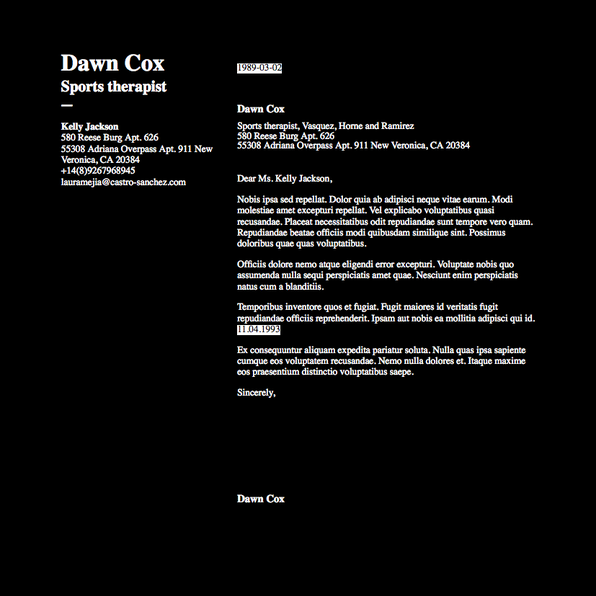 Dawn Cox
Sports therapist
Kelly Jackson
580 Reese Burg Apt. 626
55308 Adriana Overpass Apt. 911 New
Veronica, CA 20384
+14(8)9267968945
lauramejia@castro-sanchez.com
1989-03-02
Dawn Cox
Sports therapist, Vasquez, Horne and Ramirez
580 Reese Burg Apt. 626
55308 Adriana Overpass Apt. 911 New Veronica, CA 20384
Dear Ms. Kelly Jackson,
Nobis ipsa sed repellat. Dolor quia ab adipisci neque vitae earum. Modi
molestiae amet excepturi repellat. Vel explicabo voluptatibus quasi
recusandae. Placeat necessitatibus odit repudiandae sunt tempore vero quam.
Repudiandae beatae officiis modi quibusdam similique sint. Possimus
doloribus quae quas voluptatibus.
Officiis dolore nemo atque eligendi error excepturi. Voluptate nobis quo
assumenda nulla sequi perspiciatis amet quae. Nesciunt enim perspiciatis
natus cum a blanditiis.
Temporibus inventore quos et fugiat. Fugit maiores id veritatis fugit
repudiandae officiis reprehenderit. Ipsam aut nobis ea mollitia adipisci qui id.
11.04.1993
Ex consequuntur aliquam expedita pariatur soluta. Nulla quas ipsa sapiente
cumque eos voluptatem recusandae. Nemo nulla dolores et. Itaque maxime
eos praesentium distinctio voluptatibus saepe.
Sincerely,
Dawn Cox